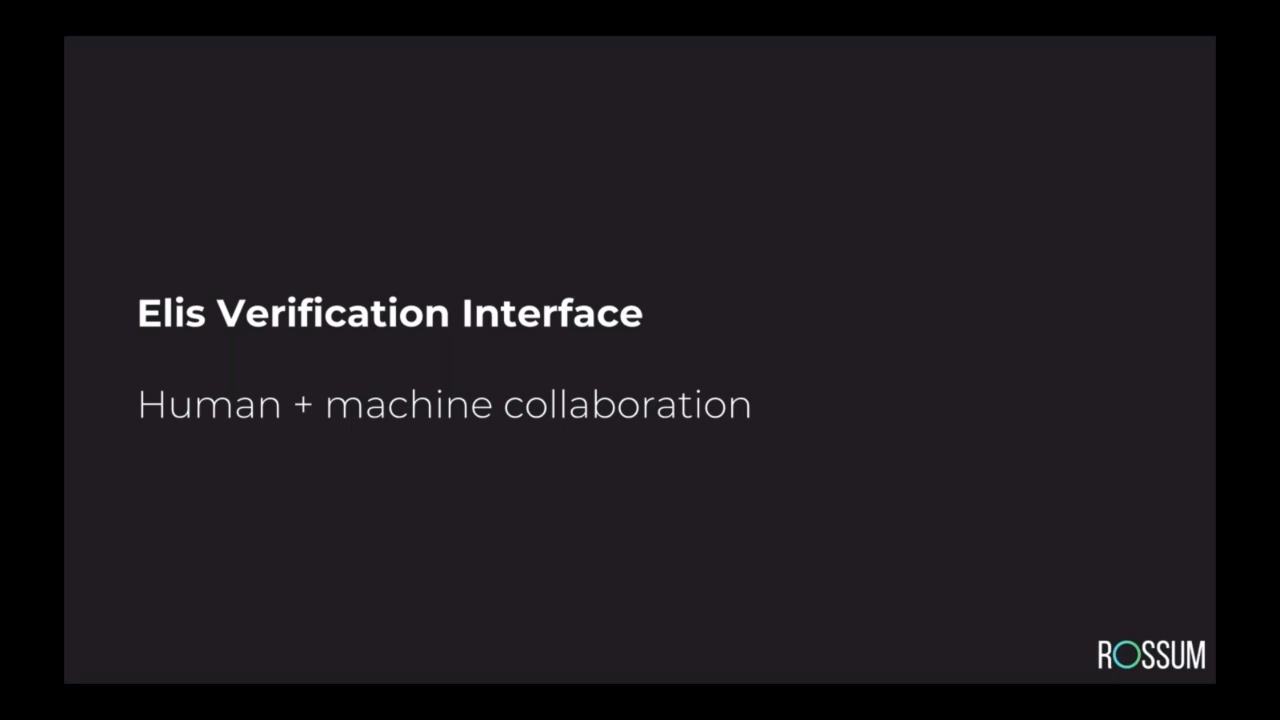 Elis Verification Interface
Human + machine collaboration
ROSSUM